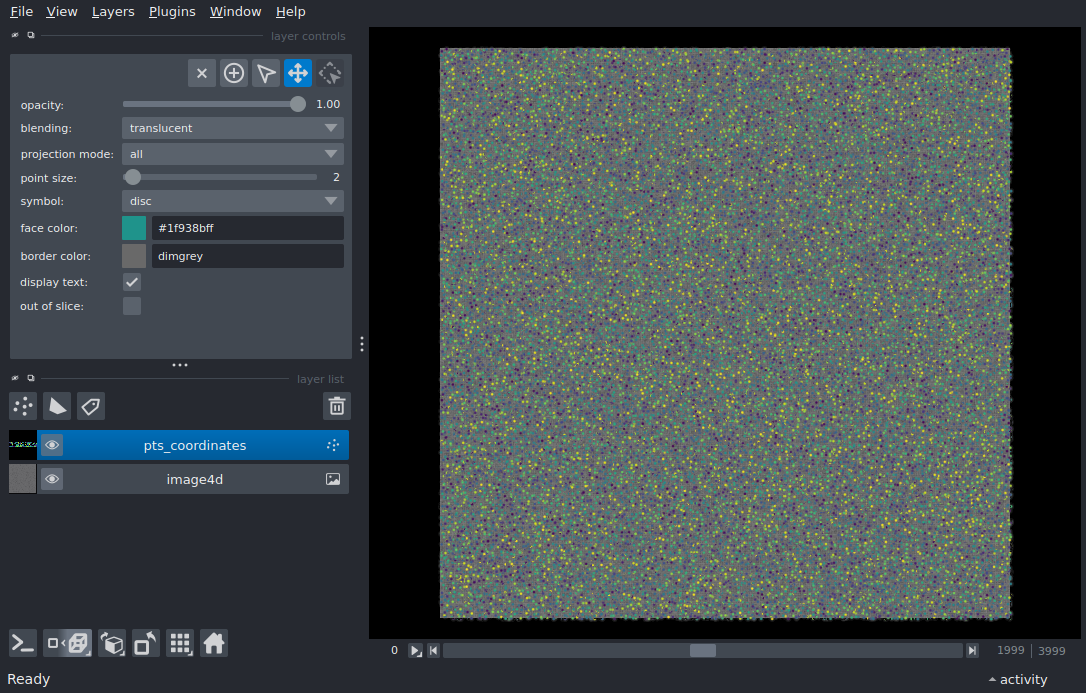 File View Layers Plugins Window Help
layer controls
opacity: 1.00
blending: translucent
projection mode: all
point size: 2
symbol: disc
face color: #1f938bff
border color: dimgrey
display text:
out of slice:
layer list
pts_coordinates
image4d
0 1999 3999
Ready activity